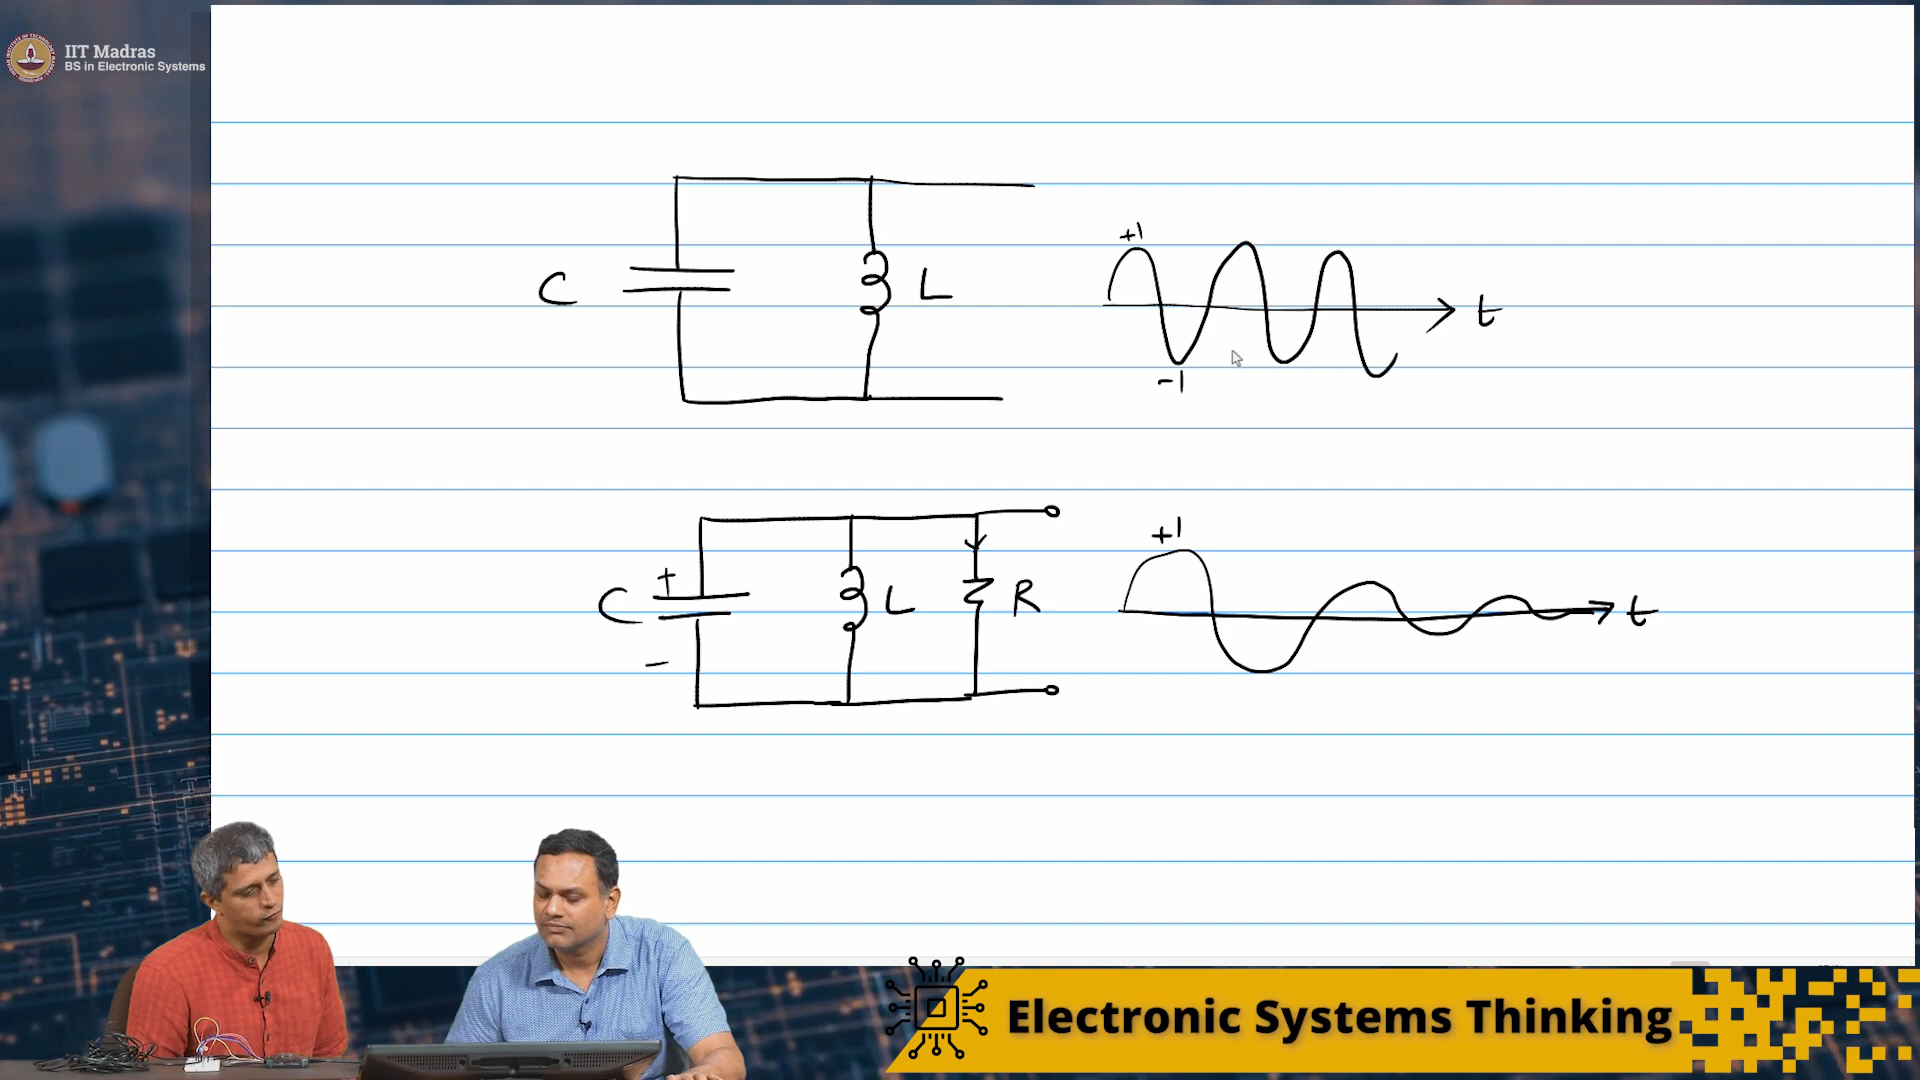 IIT Madras
BS in Electronic Systems
+1
C
L
t
-1
+1
+
C
L
R
t
-
Electronic Systems Thinking